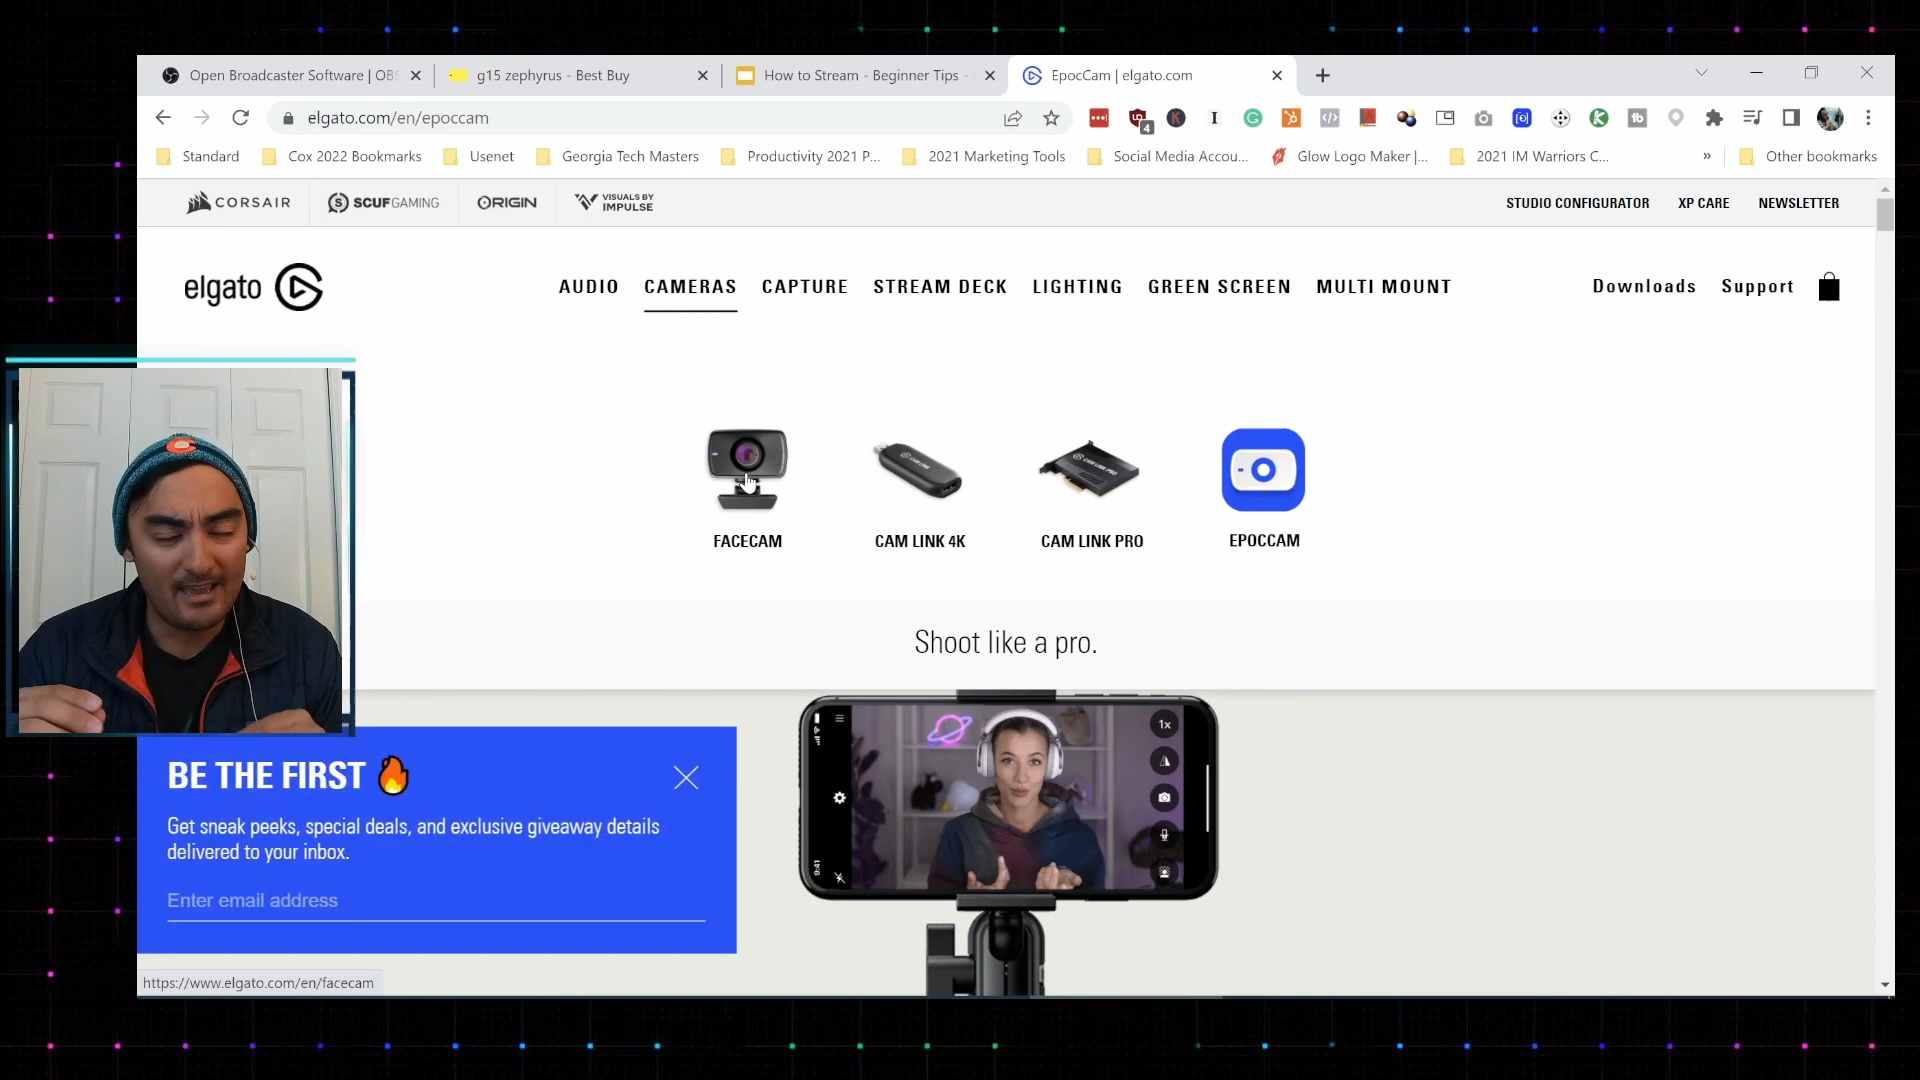 Open Broadcaster Software | OBS
g15 zephyrus - Best Buy
How to Stream - Beginner Tips -
EpocCam | elgato.com
elgato.com/en/epoccam
4
Standard
Cox 2022 Bookmarks
Usenet
Georgia Tech Masters
Productivity 2021 P...
2021 Marketing Tools
Social Media Accou...
Glow Logo Maker |...
2021 IM Warriors C...
»
Other bookmarks
CORSAIR
SCUFGAMING
ORIGIN
VISUALS BY
IMPULSE
STUDIO CONFIGURATOR
XP CARE
NEWSLETTER
elgato
AUDIO
CAMERAS
CAPTURE
STREAM DECK
LIGHTING
GREEN SCREEN
MULTI MOUNT
Downloads
Support
FACECAM
CAM LINK 4K
CAM LINK PRO
EPOCCAM
Shoot like a pro.
1x
9:41
BE THE FIRST 🔥
Get sneak peeks, special deals, and exclusive giveaway details
delivered to your inbox.
Enter email address
https://www.elgato.com/en/facecam